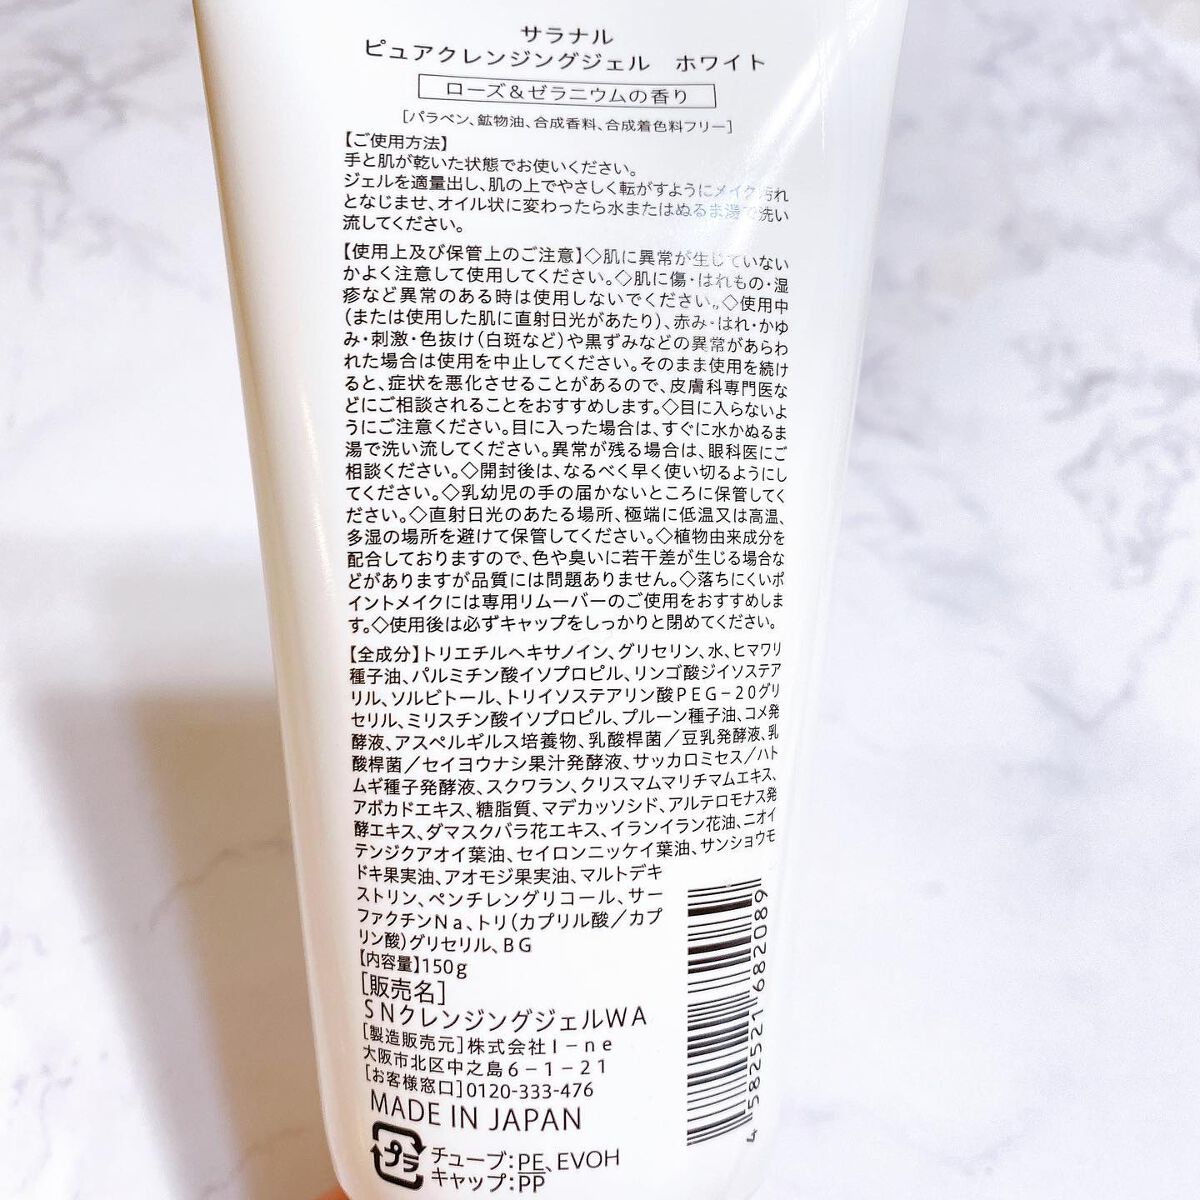 サラナル
ピュアクレンジングジェル ホワイト
ローズ&ゼラニウムの香り
[パラベン、鉱物油、合成香料、合成着色料フリー]
【ご使用方法】
手と肌が乾いた状態でお使いください。
ジェルを適量出し、肌の上でやさしく転がすようにメイク汚れ
となじませ、オイル状に変わったら水またはぬるま湯で洗い
流してください。
【使用上及び保管上のご注意】◇肌に異常が生じていない
かよく注意して使用してください。◇肌に傷・はれもの・湿
疹など異常のある時は使用しないでください。◇使用中
(または使用した肌に直射日光があたり)、赤み・はれ・かゆ
み・刺激・色抜け(白斑など)や黒ずみなどの異常があらわ
れた場合は使用を中止してください。そのまま使用を続け
ると、症状を悪化させることがあるので、皮膚科専門医な
どにご相談されることをおすすめします。◇目に入らないよ
うにご注意ください。目に入った場合は、すぐに水かぬるま
湯で洗い流してください。異常が残る場合は、眼科医にご
相談ください。◇開封後は、なるべく早く使い切るようにし
てください。◇乳幼児の手の届かないところに保管してく
ださい。◇直射日光のあたる場所、極端に低温又は高温、
多湿の場所を避けて保管してください。◇植物由来成分を
配合しておりますので、色や臭いに若干差が生じる場合な
どがありますが品質には問題ありません。◇落ちにくいポ
イントメイクには専用リムーバーのご使用をおすすめしま
す。◇使用後は必ずキャップをしっかりと閉めてください。
【全成分】トリエチルヘキサノイン、グリセリン、水、ヒマワリ
種子油、パルミチン酸イソプロピル、リンゴ酸ジイソステア
リル、ソルビトール、トリイソステアリン酸PEG-20グリ
セリル、ミリスチン酸イソプロピル、プルーン種子油、コメ発
酵液、アスペルギルス培養物、乳酸桿菌/豆乳発酵液、乳
酸桿菌/セイヨウナシ果汁発酵液、サッカロミセス/ハト
ムギ種子発酵液、スクワラン、クリスマムマリチマムエキス、
アボカドエキス、糖脂質、マデカッソシド、アルテロモナス発
酵エキス、ダマスクバラ花エキス、イランイラン花油、ニオイ
テンジクアオイ葉油、セイロンニッケイ葉油、サンショウモ
ドキ果実油、アオモジ果実油、マルトデキ
ストリン、ペンチレングリコール、サー
ファクチンNa、トリ(カプリル酸/カプ
リン酸)グリセリル、BG
【内容量】150g
[販売名]
SNクレンジングジェルWA
[製造販売元]株式会社I-ne
大阪市北区中之島6-1-21
[お客様窓口]0120-333-476
MADE IN JAPAN
プラ
チューブ:PE、EVOH
キャップ:PP
4 582521 682089